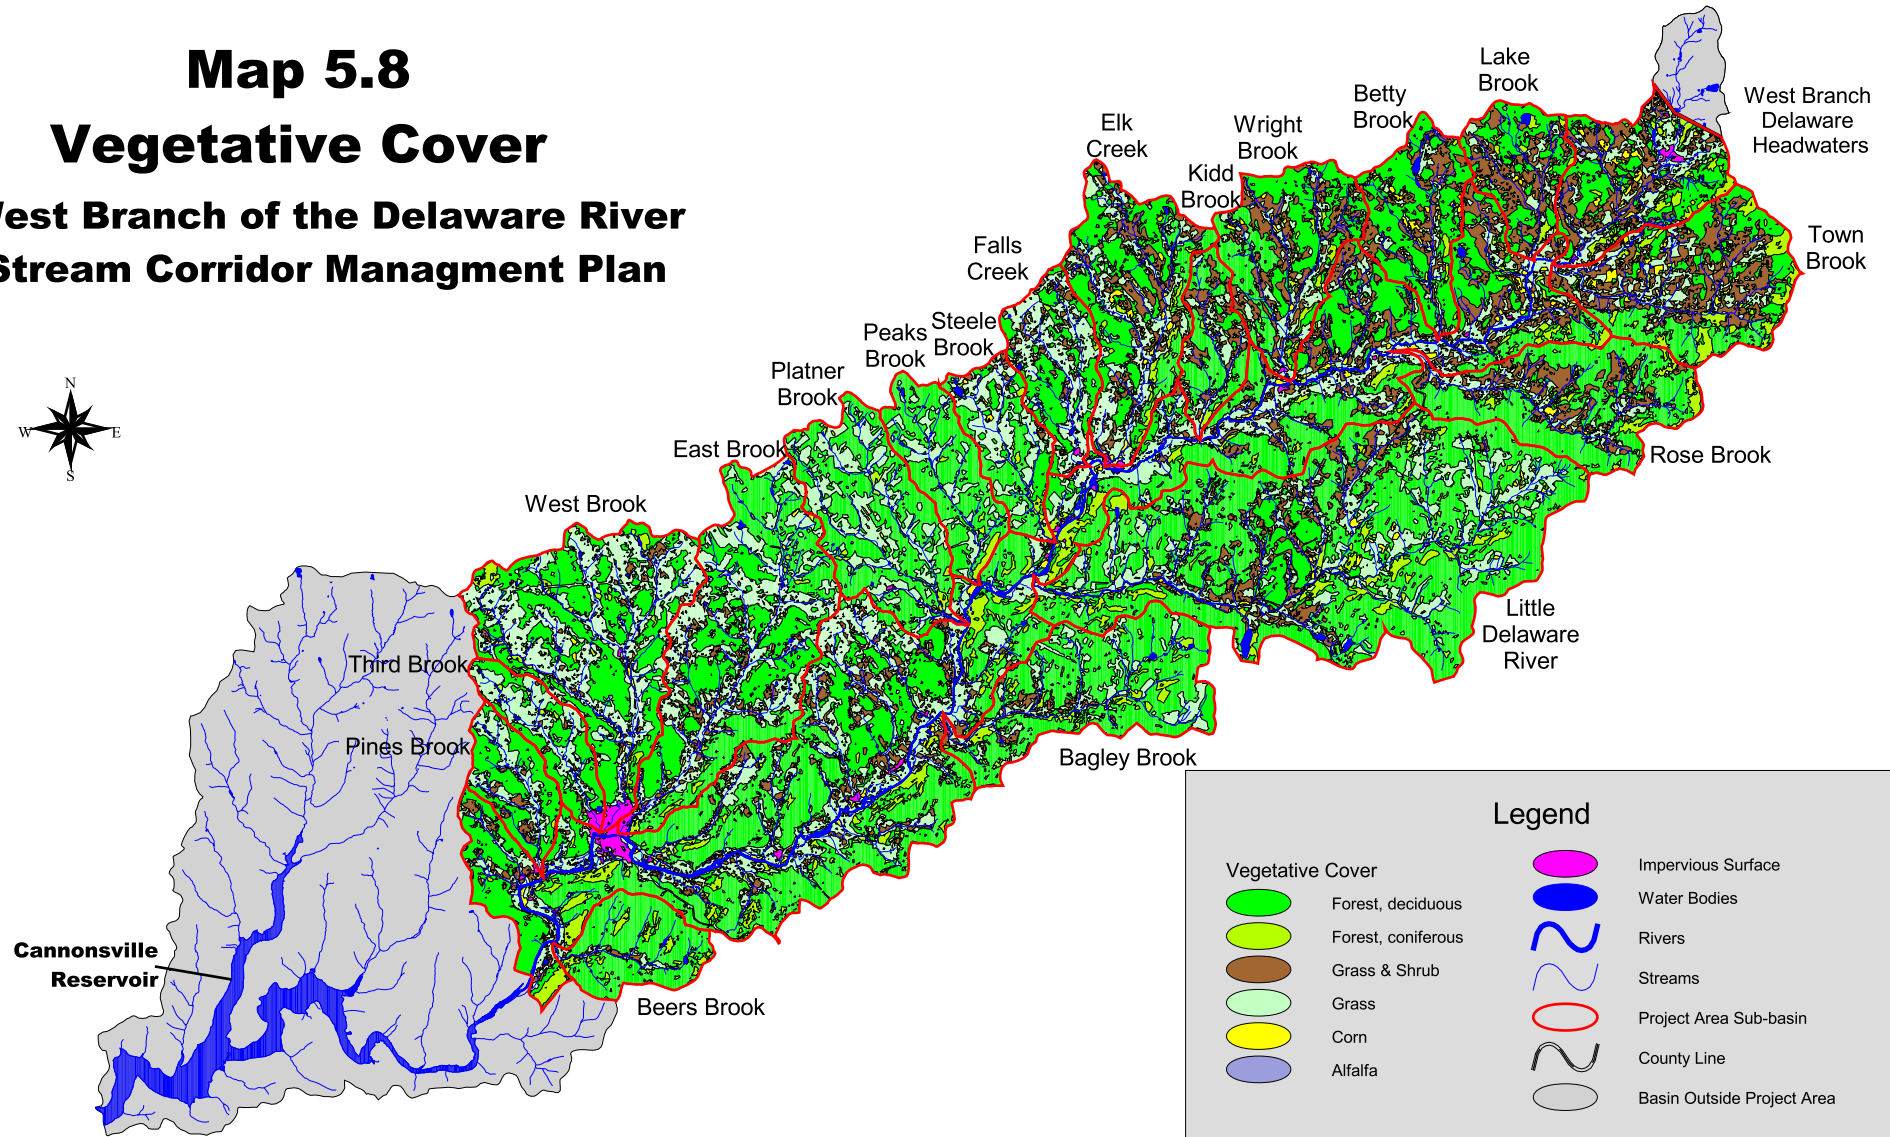 Map 5.8
Vegetative Cover
West Branch of the Delaware River
Stream Corridor Managment Plan
N
W
E
S
Lake
Brook
Betty
Brook
West Branch
Delaware
Headwaters
Elk
Creek
Wright
Brook
Kidd
Brook
Town
Brook
Falls
Creek
Steele
Brook
Peaks
Brook
Platner
Brook
East Brook
Rose Brook
West Brook
Little
Delaware
River
Third Brook
Pines Brook
Bagley Brook
Cannonsville
Reservoir
Beers Brook
Legend
Vegetative Cover
Forest, deciduous
Forest, coniferous
Grass & Shrub
Grass
Corn
Alfalfa
Impervious Surface
Water Bodies
Rivers
Streams
Project Area Sub-basin
County Line
Basin Outside Project Area